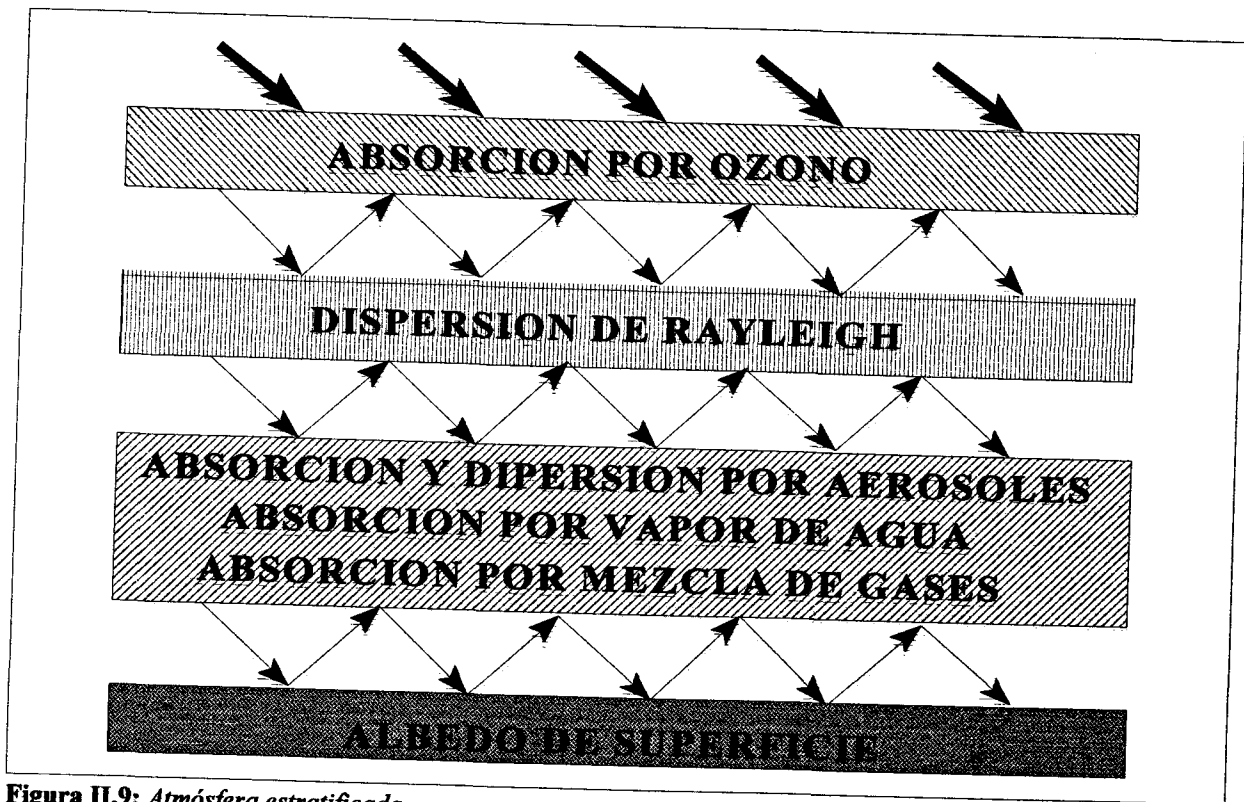 ABSORCION POR OZONO
DISPERSION DE RAYLEIGH
ABSORCION Y DIPERSION POR AEROSOLES
ABSORCION POR VAPOR DE AGUA
ABSORCION POR MEZCLA DE GASES
ALBEDO DE SUPERFICIE
Figura II.9: Atmósfera estratificada